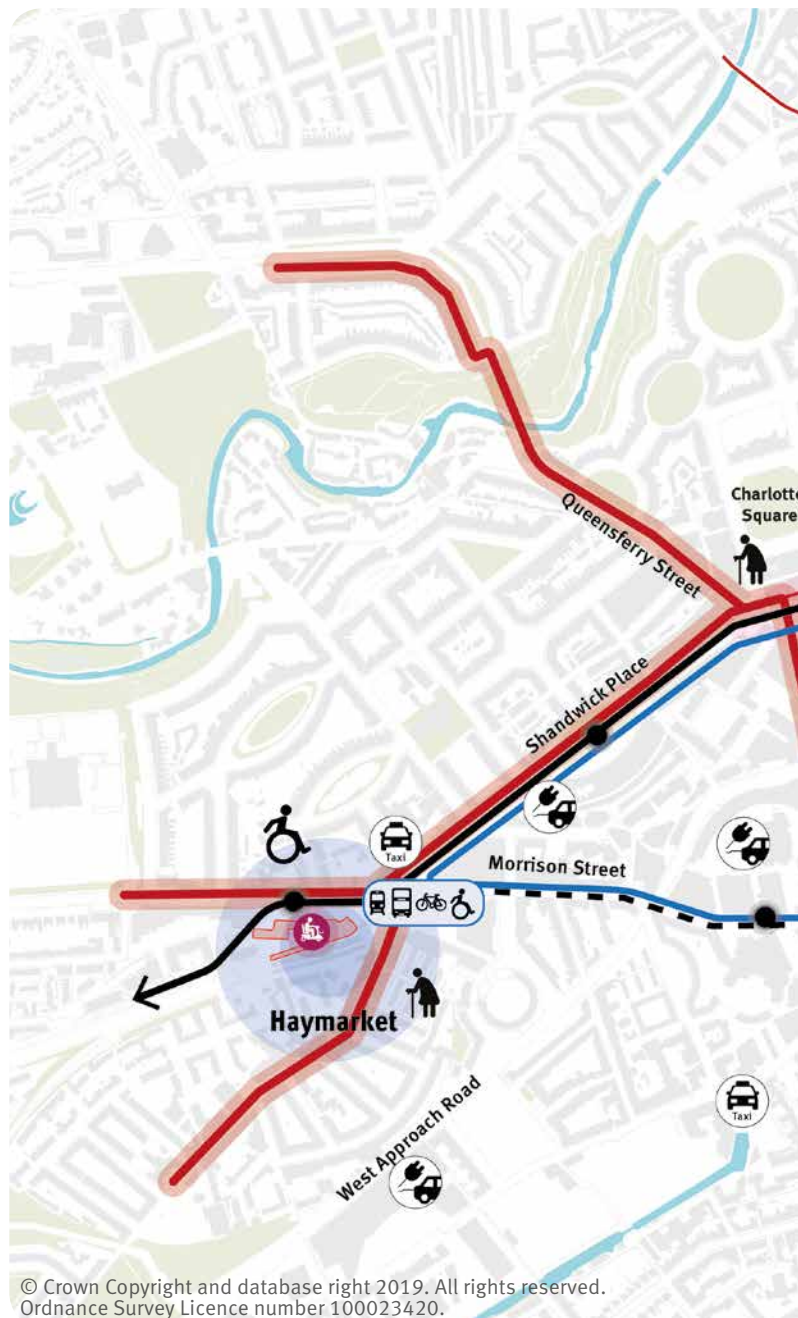 Queensferry Street
Charlotte
Square
Shandwick Place
Taxi
Morrison Street
Haymarket
West Approach Road
Taxi
© Crown Copyright and database right 2019. All rights reserved.
Ordnance Survey Licence number 100023420.